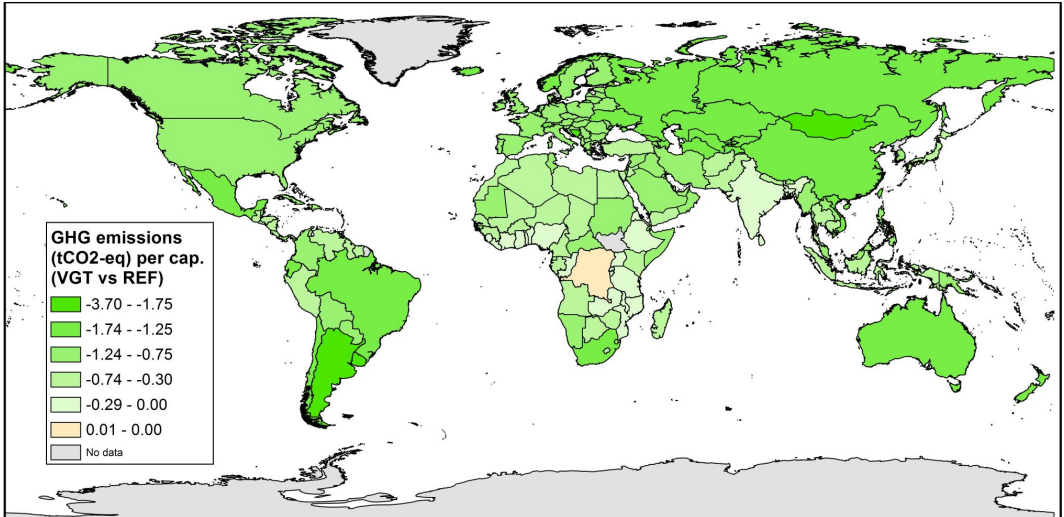 GHG emissions
(tCO2-eq) per cap.
(VGT vs REF)
-3.70 - -1.75
-1.74 - -1.25
-1.24 - -0.75
-0.74 - -0.30
-0.29 - 0.00
0.01 - 0.00
No data